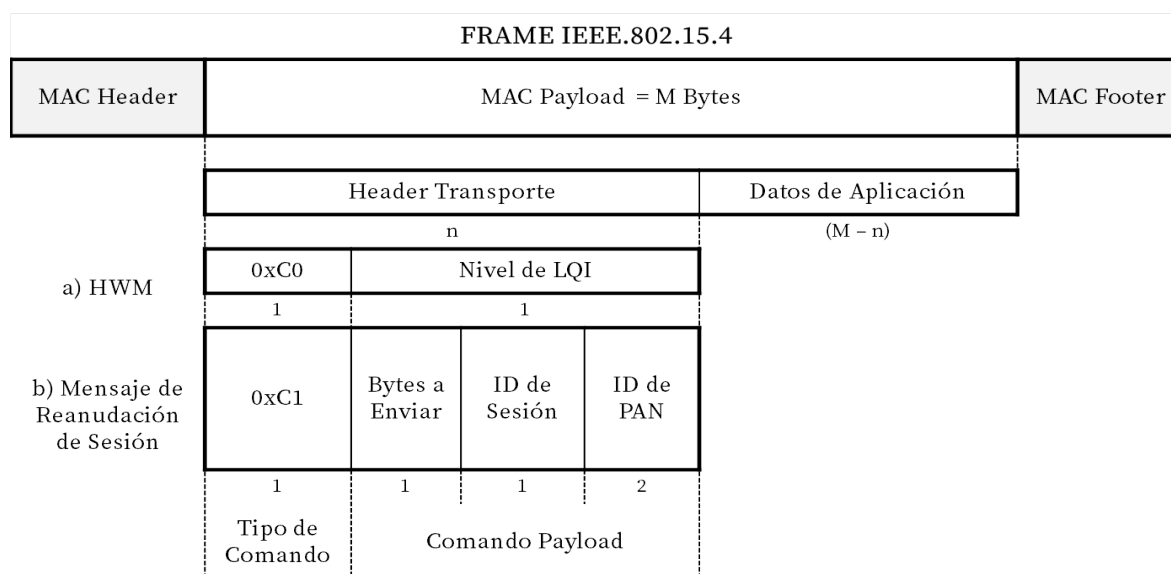 FRAME IEEE.802.15.4
MAC Header
MAC Payload = M Bytes
MAC Footer
Header Transporte
Datos de Aplicación
n
(M – n)
a) HWM
0xC0
Nivel de LQI
1
1
b) Mensaje de
Reanudación
de Sesión
0xC1
Bytes a
Enviar
ID de
Sesión
ID de
PAN
1
1
1
2
Tipo de
Comando
Comando Payload